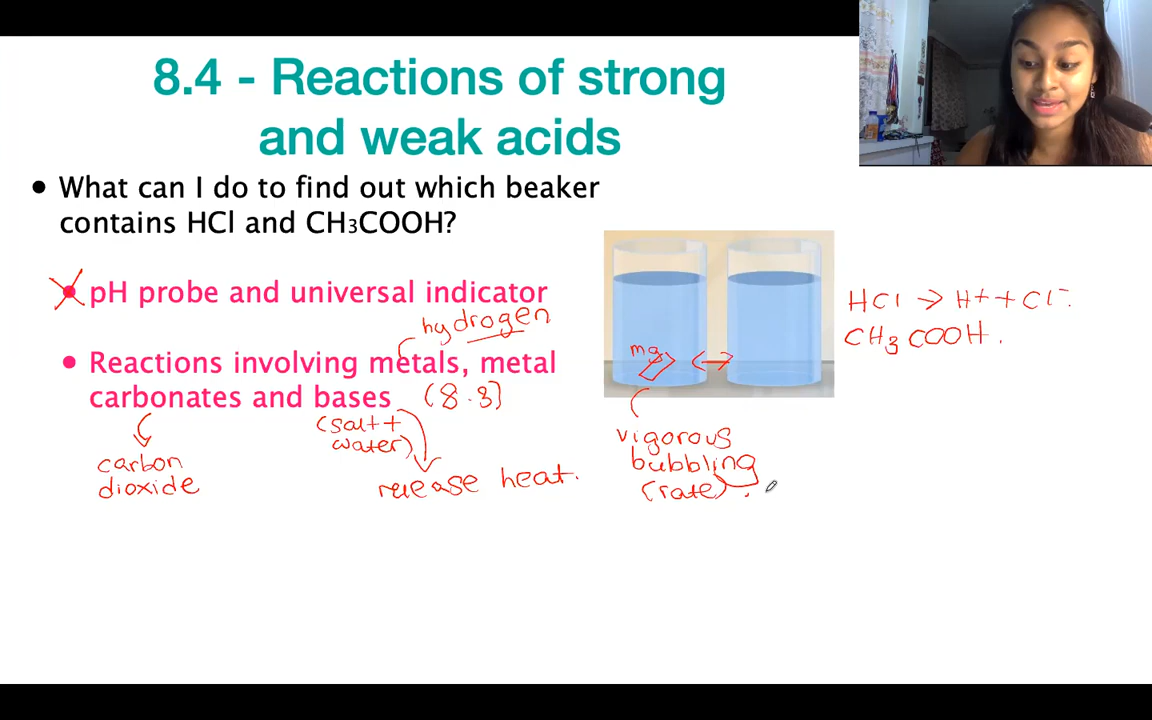 8.4 - Reactions of strong
and weak acids
• What can I do to find out which beaker
contains HCl and CH₃COOH?
• pH probe and universal indicator
hydrogen
• Reactions involving metals, metal
carbonates and bases (8.3)
(salt +
water)
carbon
dioxide
release heat.
mg
vigorous
bubbling
(rate).
HCl → H+ + Cl⁻.
CH3COOH.